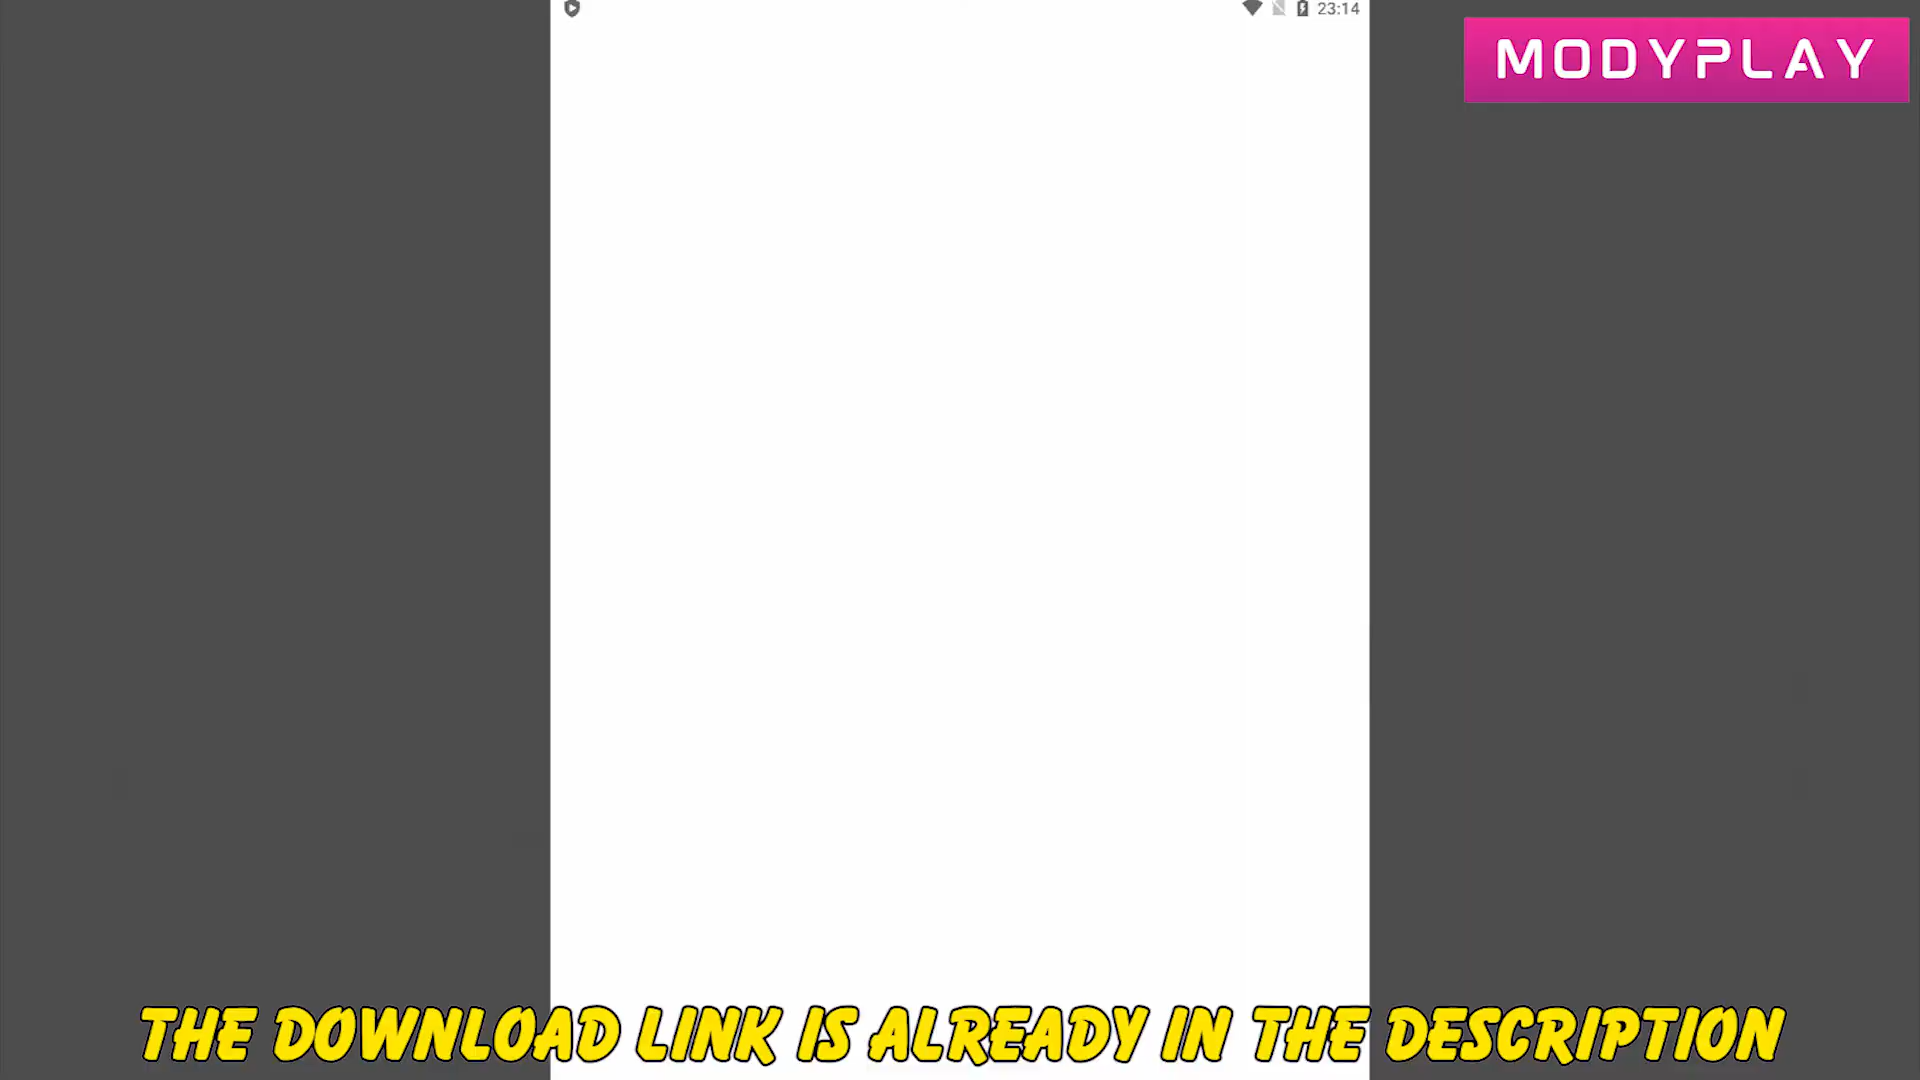 23:14
MODYPLAY
THE DOWNLOAD LINK IS ALREADY IN THE DESCRIPTION